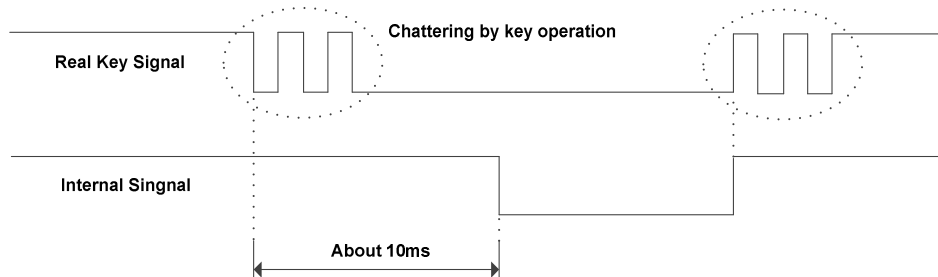 Chattering by key operation
Real Key Signal
Internal Singnal
About 10ms